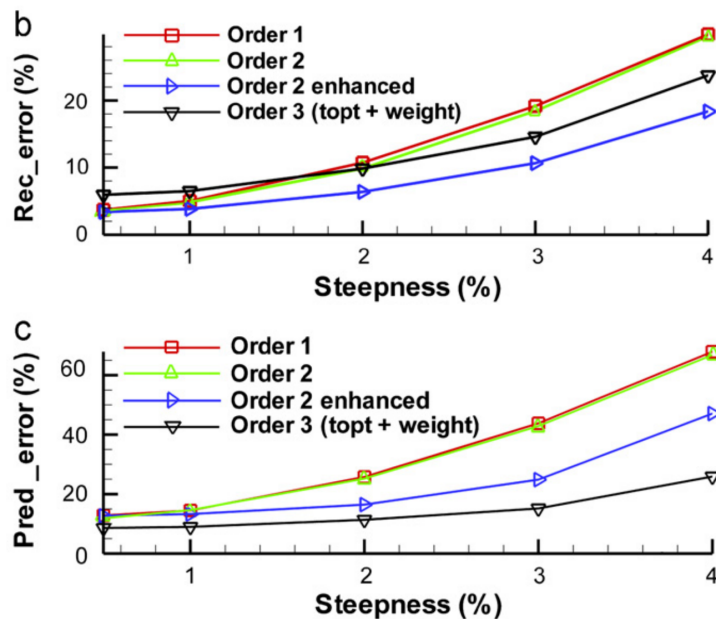 b
Order 1
Order 2
Order 2 enhanced
Order 3 (topt + weight)
Rec_error (%)
20
10
0
1 2 3 4
Steepness (%)
c
Order 1
Order 2
Order 2 enhanced
Order 3 (topt + weight)
Pred _error (%)
60
40
20
0
1 2 3 4
Steepness (%)